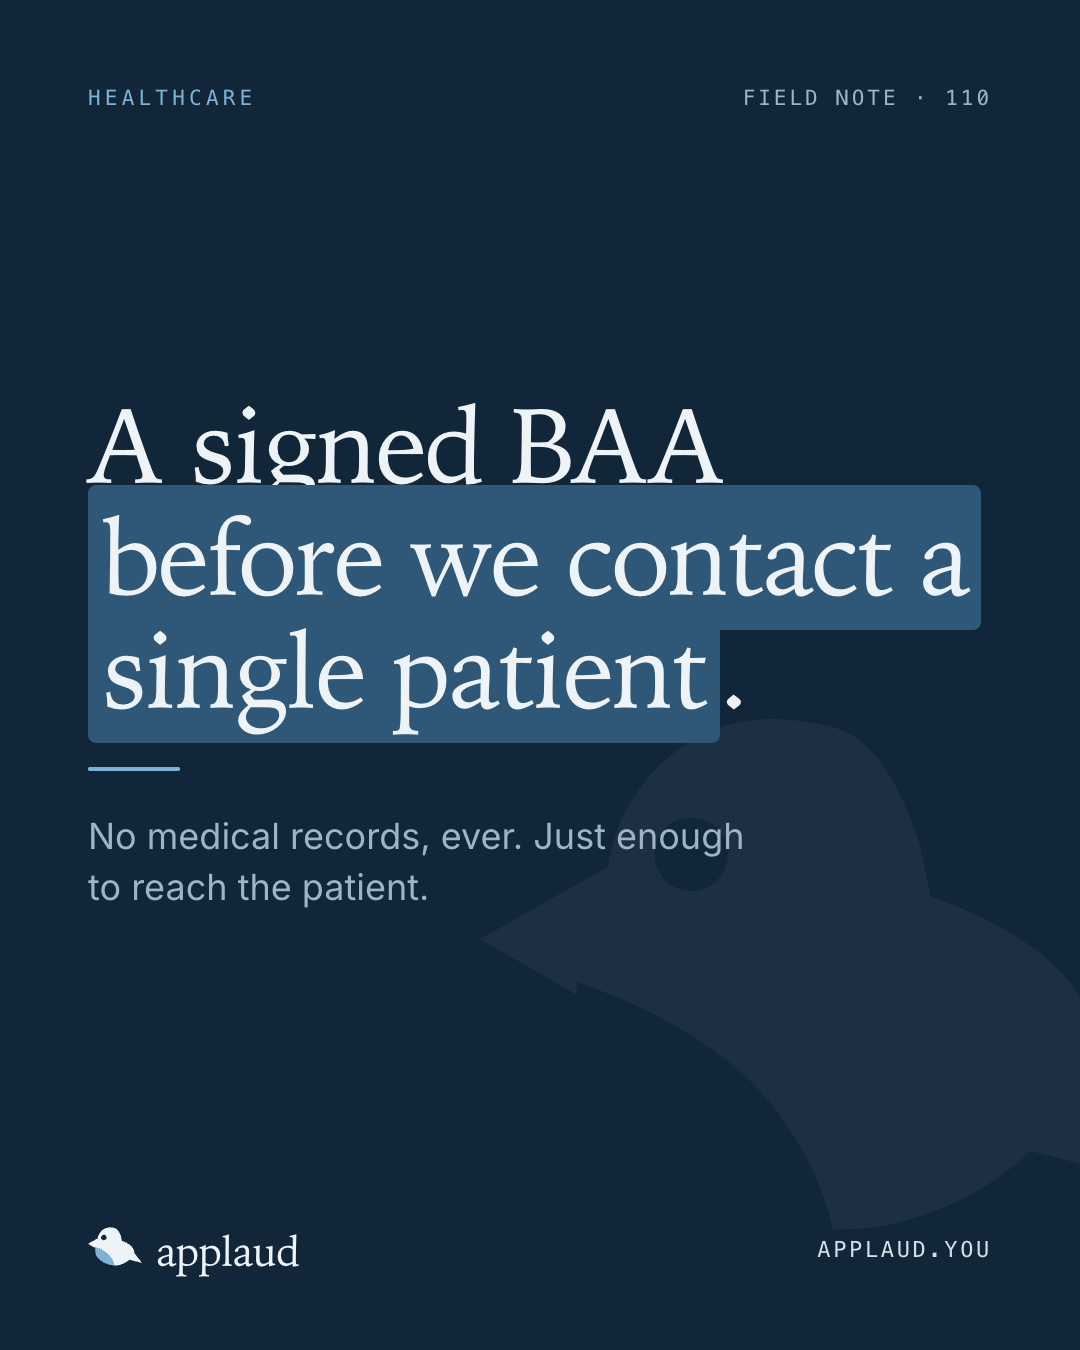 HEALTHCARE
FIELD NOTE · 110
A signed BAA
before we contact a
single patient.
No medical records, ever. Just enough
to reach the patient.
applaud
APPLAUD.YOU